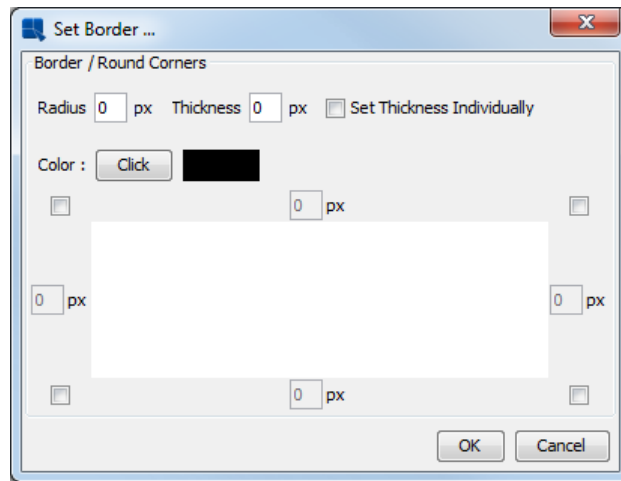 Set Border ...
Border / Round Corners
Radius 0 px Thickness 0 px Set Thickness Individually
Color : Click
0 px
0 px 0 px
0 px
OK Cancel